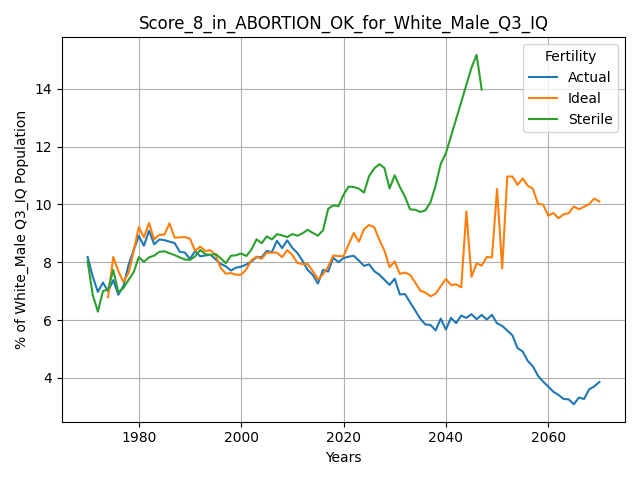 Score_8_in_ABORTION_OK_for_White_Male_Q3_IQ
% of White_Male Q3_IQ Population
14
12
10
8
6
4
Fertility
Actual
Ideal
Sterile
1980 2000 2020 2040 2060
Years